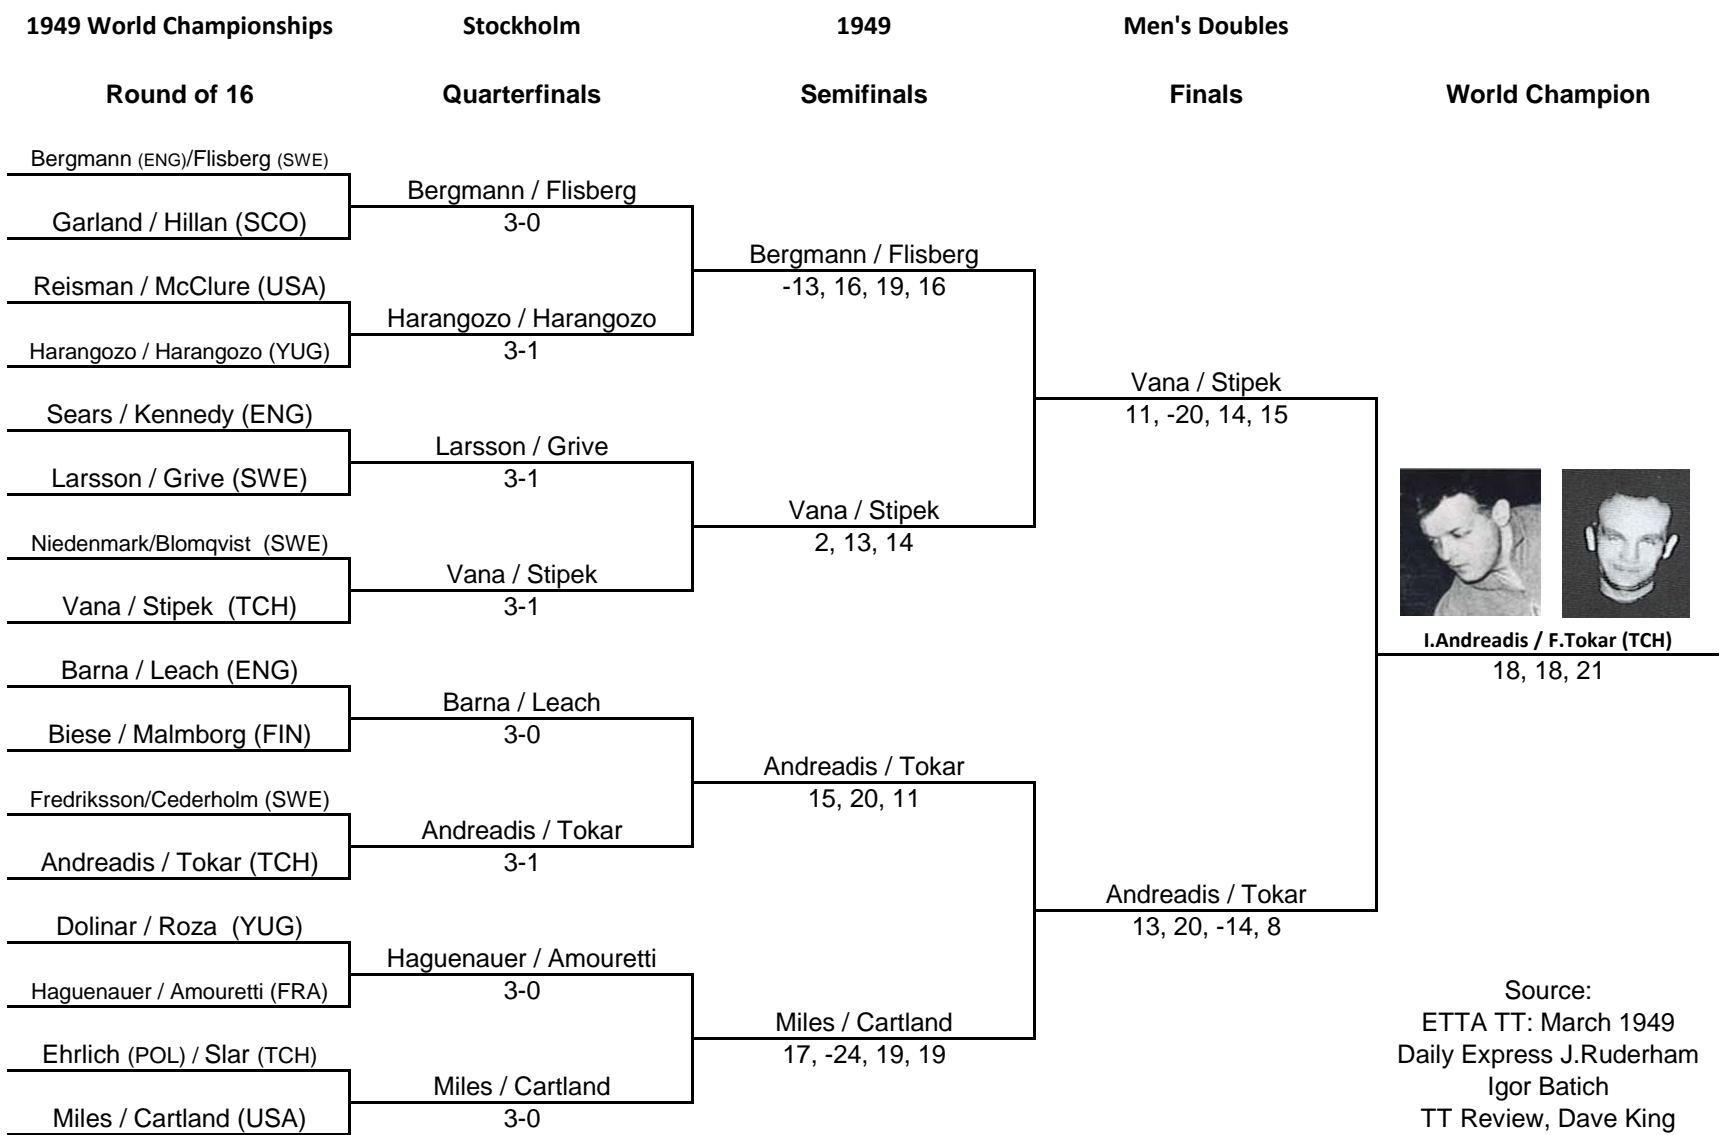 1949 World Championships Stockholm 1949 Men's Doubles
Round of 16 Quarterfinals Semifinals Finals World Champion
Bergmann (ENG)/Flisberg (SWE)
Bergmann / Flisberg
Garland / Hillan (SCO)
3-0
Bergmann / Flisberg
Reisman / McClure (USA)
-13, 16, 19, 16
Harangozo / Harangozo
Harangozo / Harangozo (YUG)
3-1
Vana / Stipek
Sears / Kennedy (ENG)
11, -20, 14, 15
Larsson / Grive
Larsson / Grive (SWE)
3-1
Vana / Stipek
Niedenmark/Blomqvist (SWE)
2, 13, 14
Vana / Stipek
Vana / Stipek (TCH)
3-1
I.Andreadis / F.Tokar (TCH)
Barna / Leach (ENG)
18, 18, 21
Barna / Leach
Biese / Malmborg (FIN)
3-0
Andreadis / Tokar
Fredriksson/Cederholm (SWE)
15, 20, 11
Andreadis / Tokar
Andreadis / Tokar (TCH)
3-1
Andreadis / Tokar
Dolinar / Roza (YUG)
13, 20, -14, 8
Haguenauer / Amouretti
Haguenauer / Amouretti (FRA)
3-0
Source:
Miles / Cartland
ETTA TT: March 1949
Ehrlich (POL) / Slar (TCH)
17, -24, 19, 19
Daily Express J.Ruderham
Miles / Cartland
Igor Batich
Miles / Cartland (USA)
3-0
TT Review, Dave King